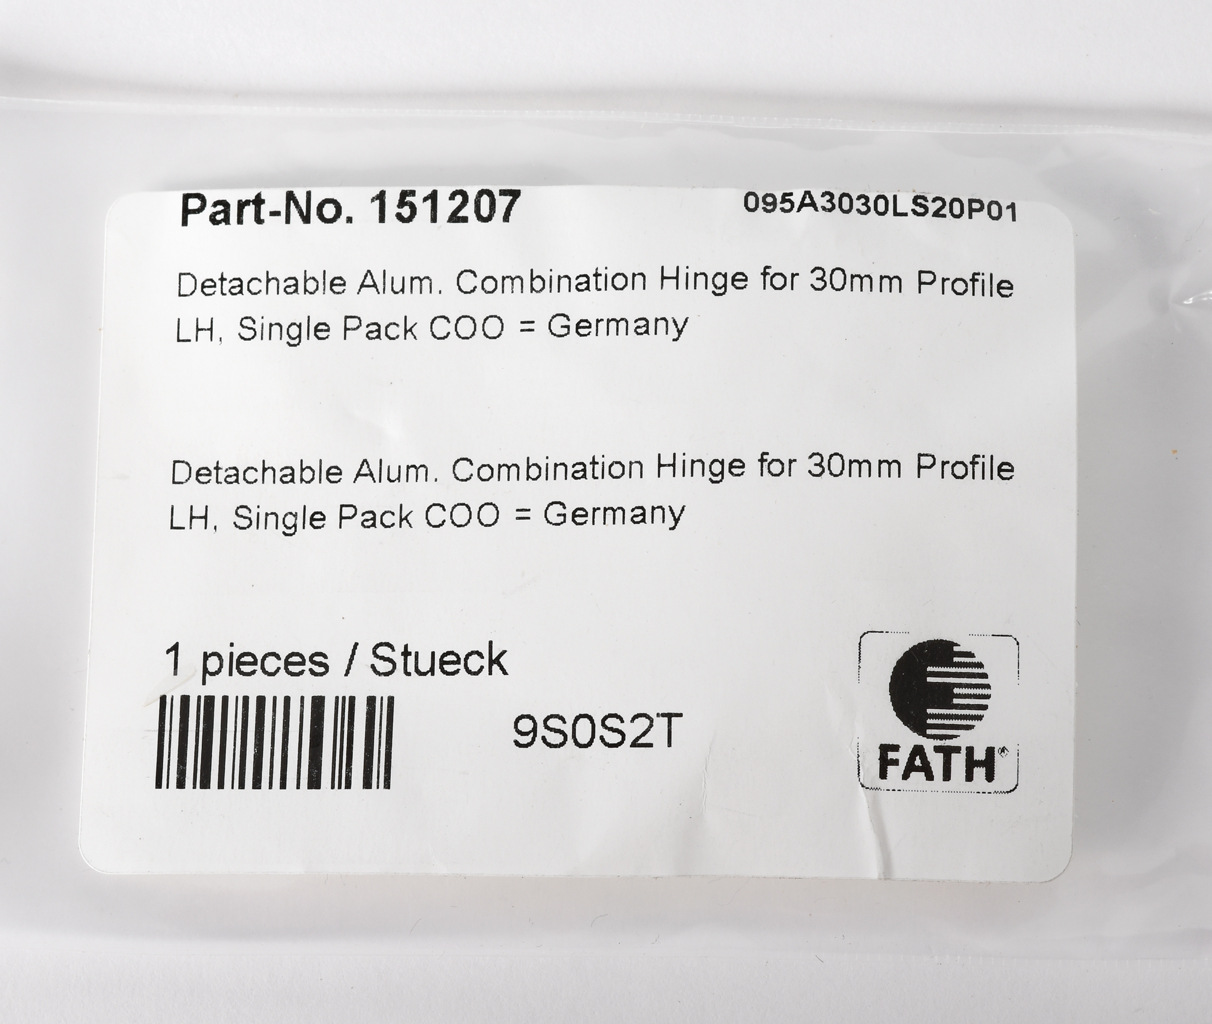 Part-No. 151207 095A3030LS20P01
Detachable Alum. Combination Hinge for 30mm Profile
LH, Single Pack COO = Germany
Detachable Alum. Combination Hinge for 30mm Profile
LH, Single Pack COO = Germany
1 pieces / Stueck
9S0S2T
FATH®